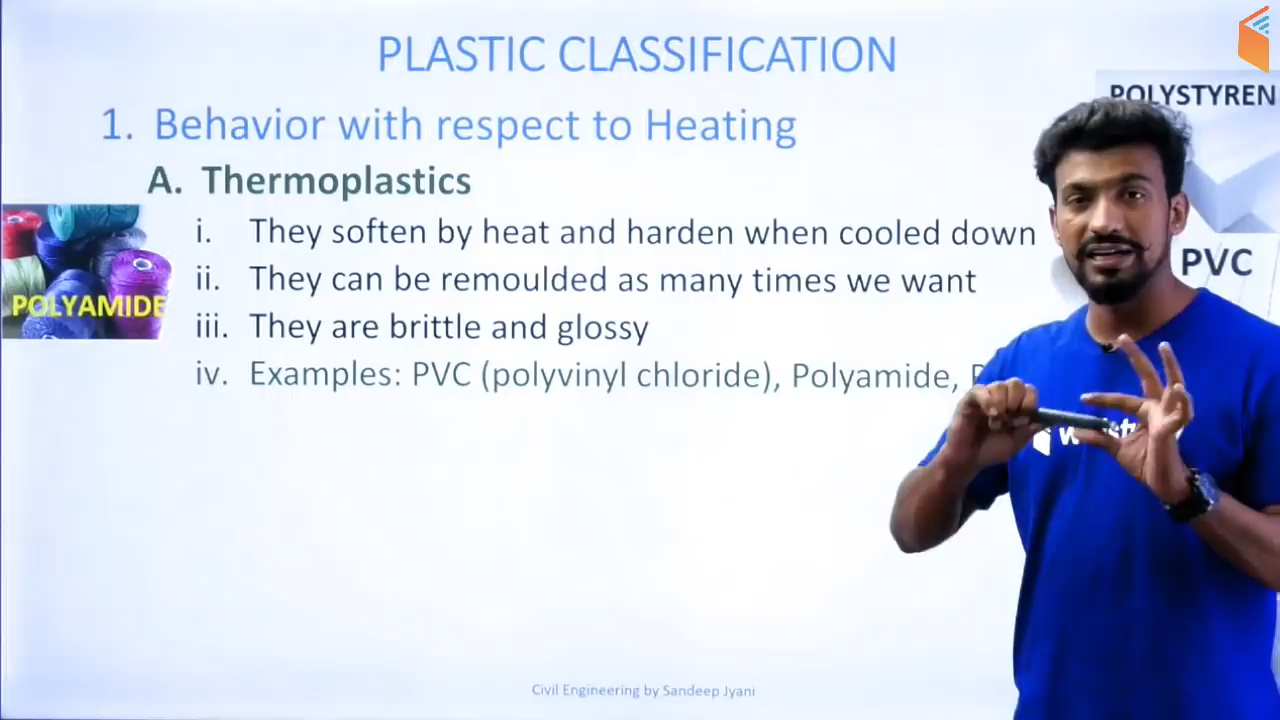 PLASTIC CLASSIFICATION
POLYSTYREN
1. Behavior with respect to Heating
A. Thermoplastics
i. They soften by heat and harden when cooled down
PVC
ii. They can be remoulded as many times we want
POLYAMIDE
iii. They are brittle and glossy
iv. Examples: PVC (polyvinyl chloride), Polyamide,
Civil Engineering by Sandeep Jyani